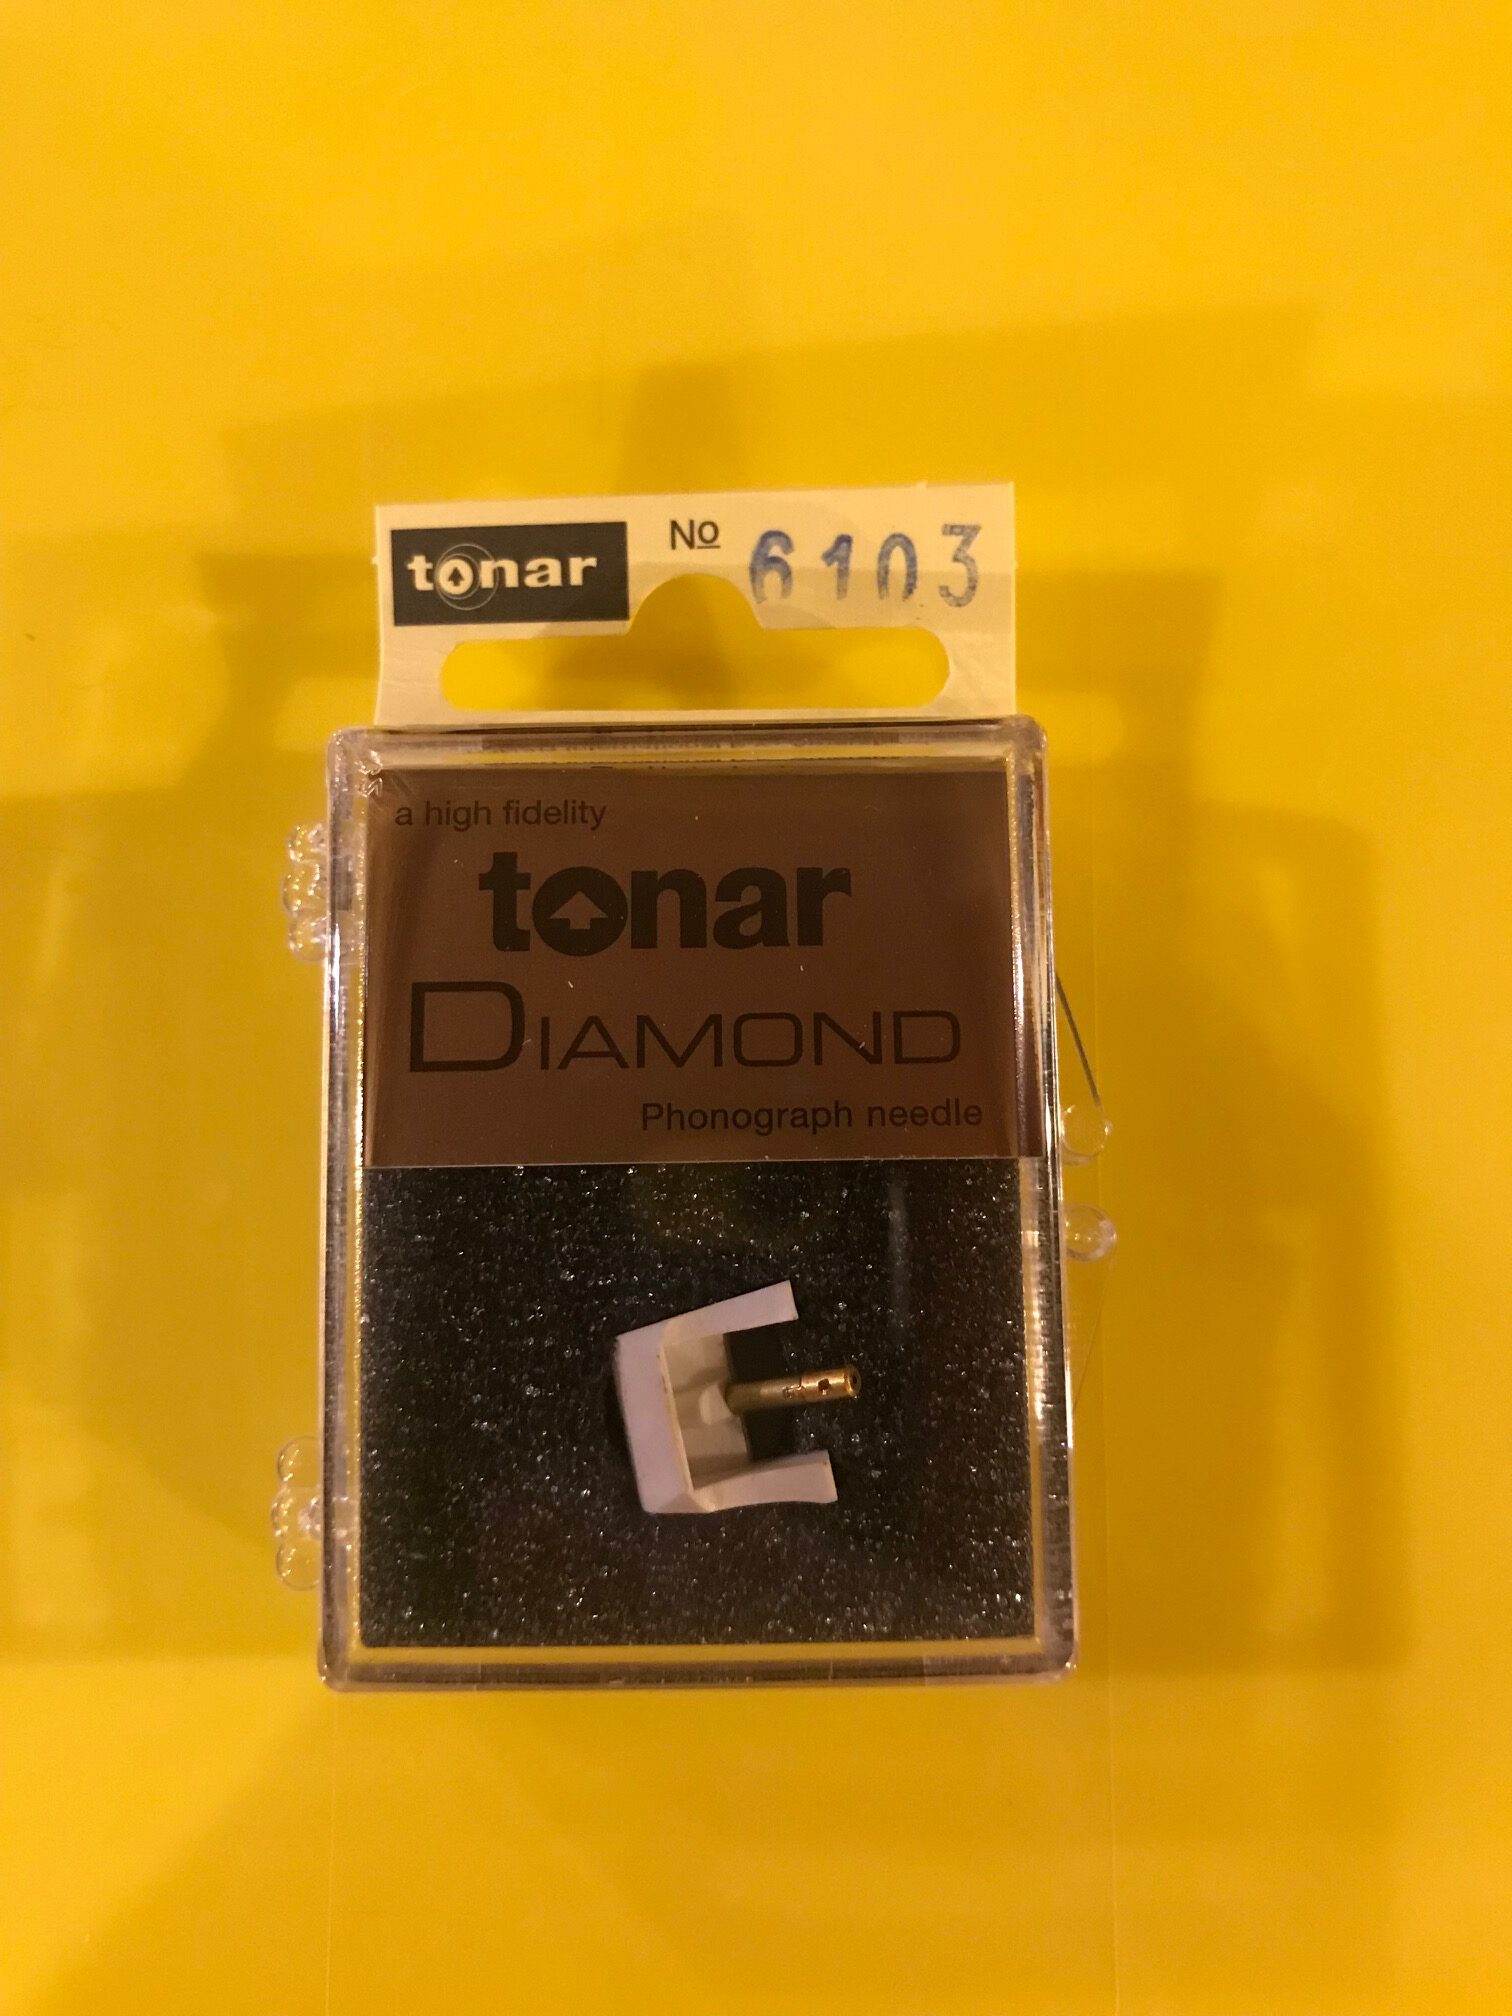 tonar
No 6103
a high fidelity
tonar
DIAMOND
Phonograph needle